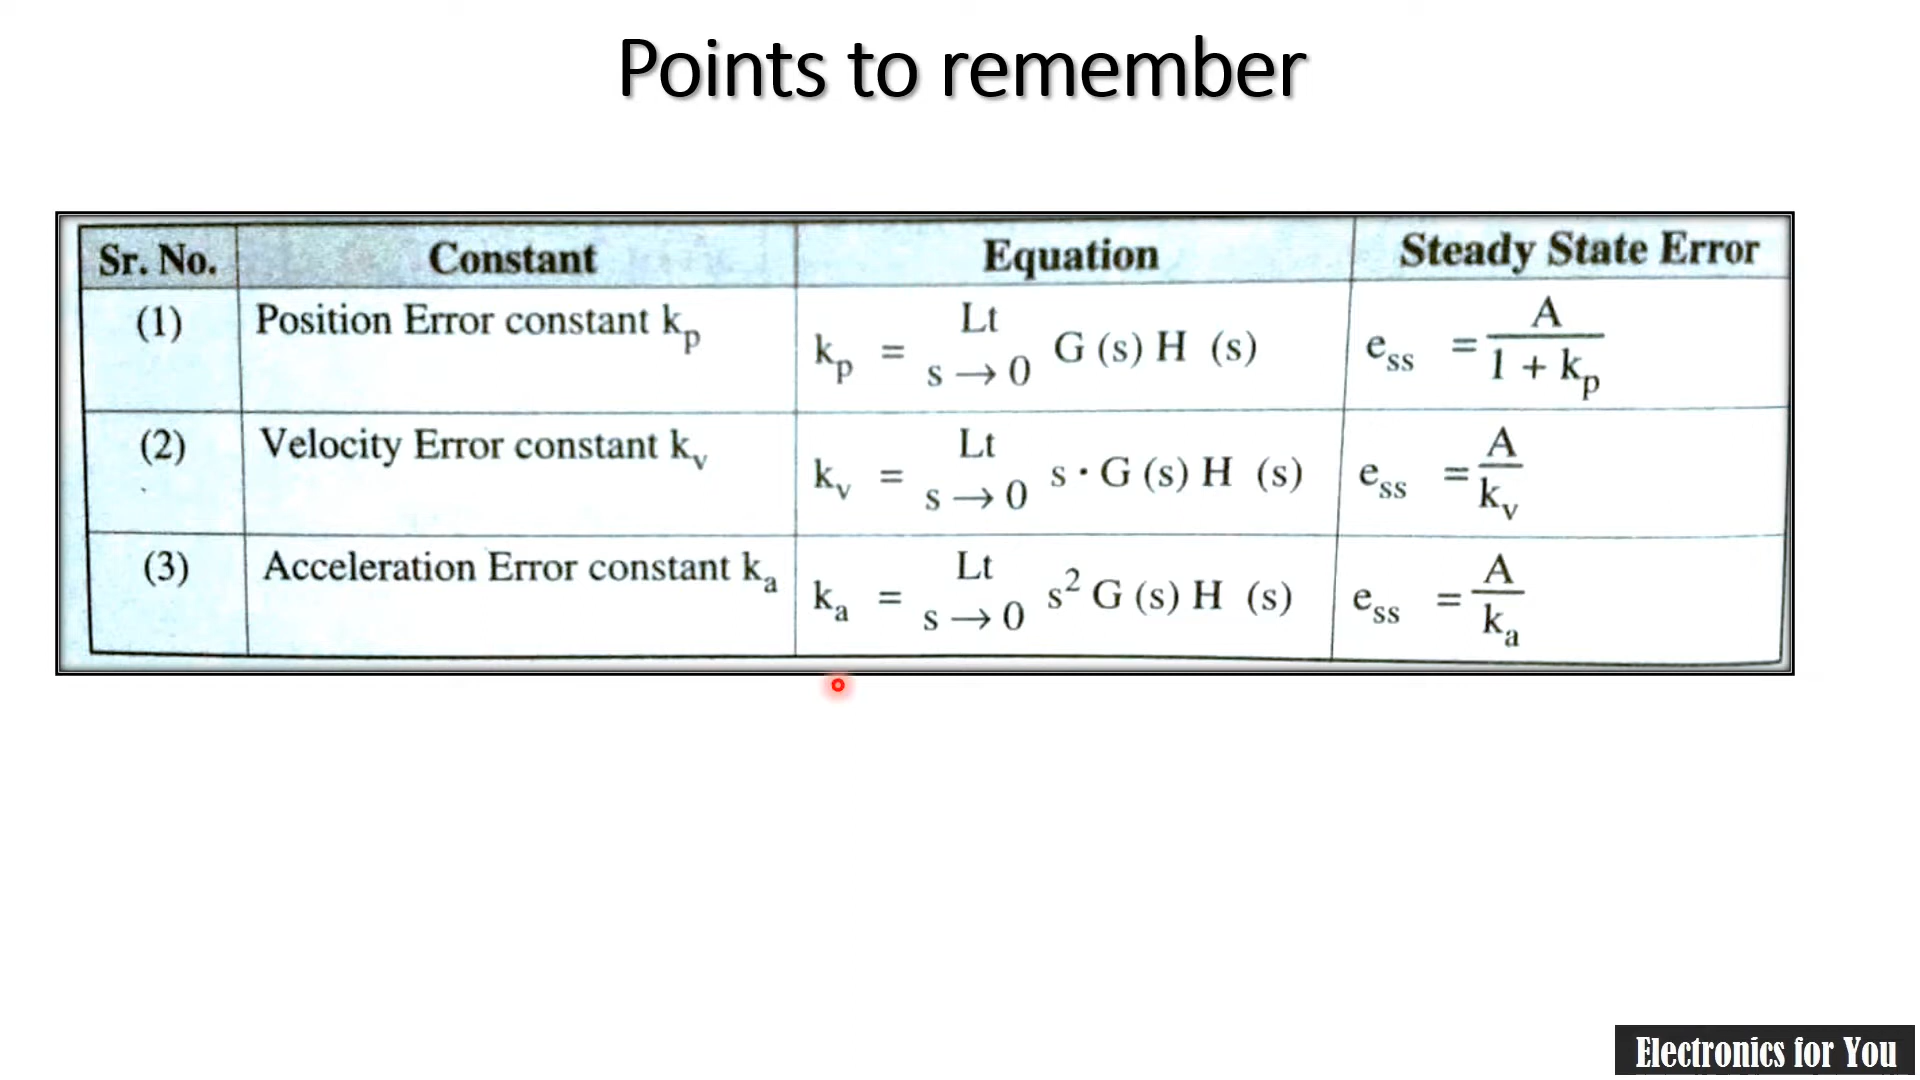 Points to remember
Sr. No. Constant Equation Steady State Error
(1) Position Error constant kp kp = Lt s → 0 G (s) H (s) ess = A / 1 + kp
(2) Velocity Error constant kv kv = Lt s → 0 s · G (s) H (s) ess = A / kv
(3) Acceleration Error constant ka ka = Lt s → 0 s² G (s) H (s) ess = A / ka
Electronics for You